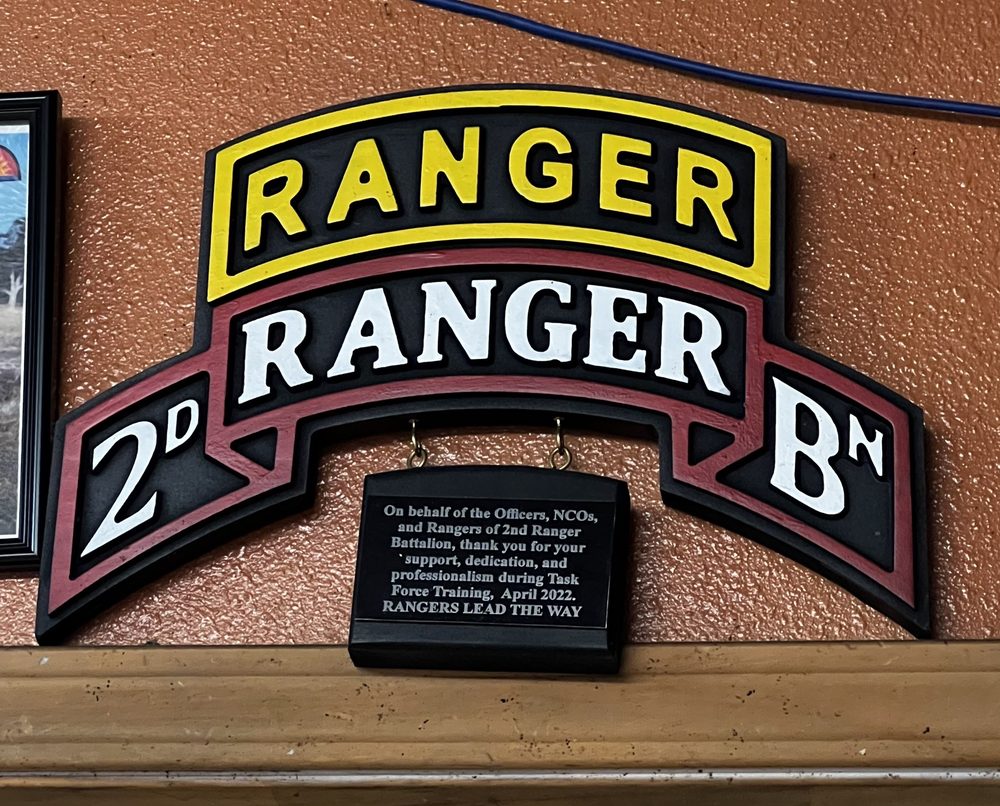 RANGER
RANGER
2D
BN
On behalf of the Officers, NCOs,
and Rangers of 2nd Ranger
Battalion, thank you for your
support, dedication, and
professionalism during Task
Force Training, April 2022.
RANGERS LEAD THE WAY